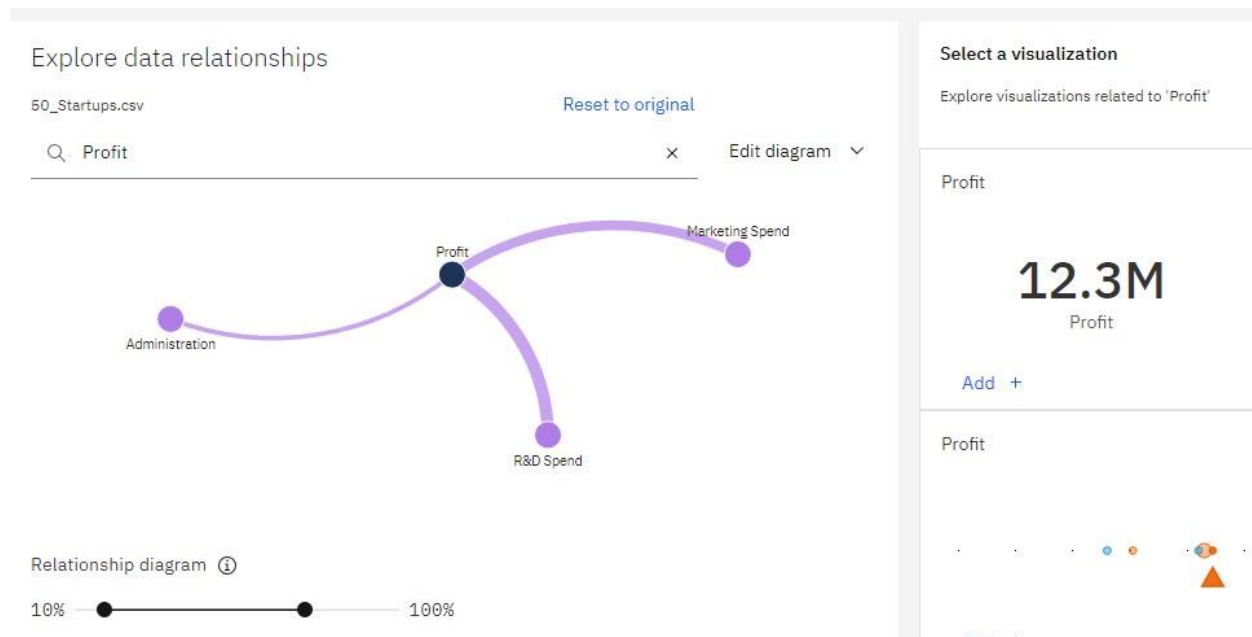 Explore data relationships
50_Startups.csv
Reset to original
Profit
Edit diagram
Profit
Marketing Spend
Administration
R&D Spend
Relationship diagram
10%
100%
Select a visualization
Explore visualizations related to 'Profit'
Profit
12.3M
Profit
Add +
Profit